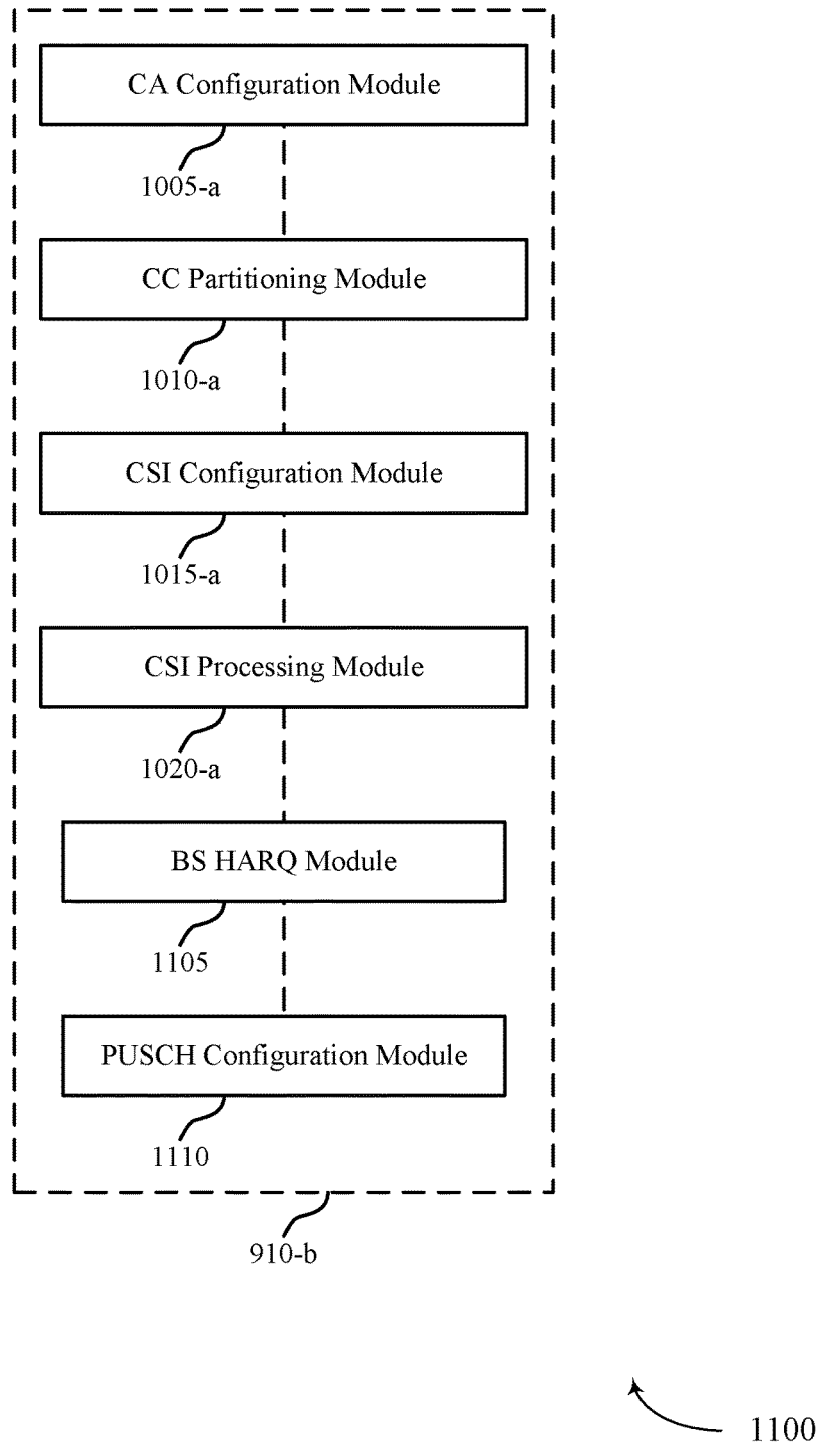 CA Configuration Module
1005-a
CC Partitioning Module
1010-a
CSI Configuration Module
1015-a
CSI Processing Module
1020-a
BS HARQ Module
1105
PUSCH Configuration Module
1110
910-b
1100